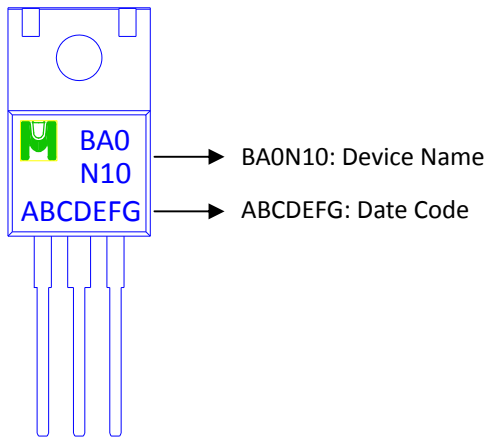 BA0
N10
ABCDEFG
BA0N10: Device Name
ABCDEFG: Date Code